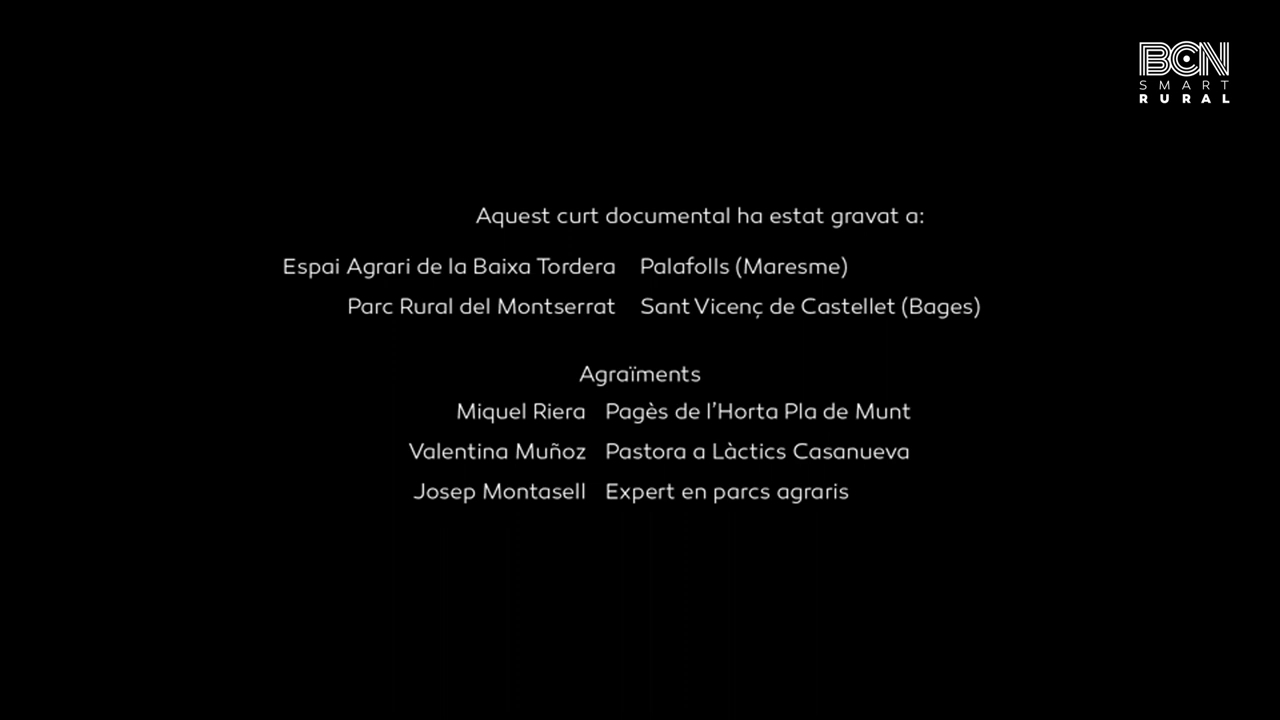 BCN
SMART
RURAL
Aquest curt documental ha estat gravat a:
Espai Agrari de la Baixa Tordera Palafolls (Maresme)
Parc Rural del Montserrat Sant Vicenç de Castellet (Bages)
Agraïments
Miquel Riera Pagès de l'Horta Pla de Munt
Valentina Muñoz Pastora a Làctics Casanueva
Josep Montasell Expert en parcs agraris